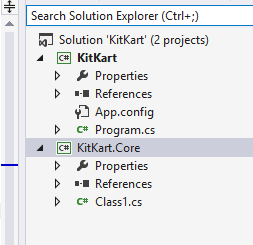 Search Solution Explorer (Ctrl+;)
Solution 'KitKart' (2 projects)
C# KitKart
Properties
References
App.config
C# Program.cs
C# KitKart.Core
Properties
References
C# Class1.cs